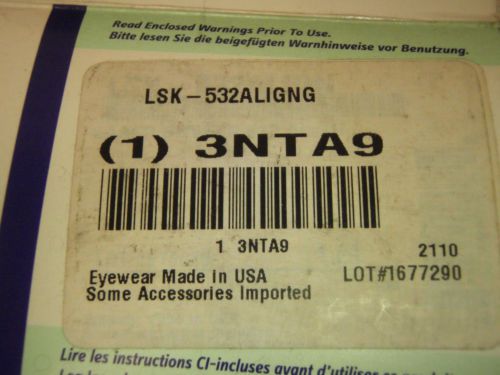 Read Enclosed Warnings Prior To Use.
Bitte lesen Sie die beigefügten Warnhinweise vor Benutzung.
LSK-532ALIGNG
(1) 3NTA9
1 3NTA9
2110
Eyewear Made in USA
LOT#1677290
Some Accessories Imported
Lire les instructions CI-incluses avant d'utiliser